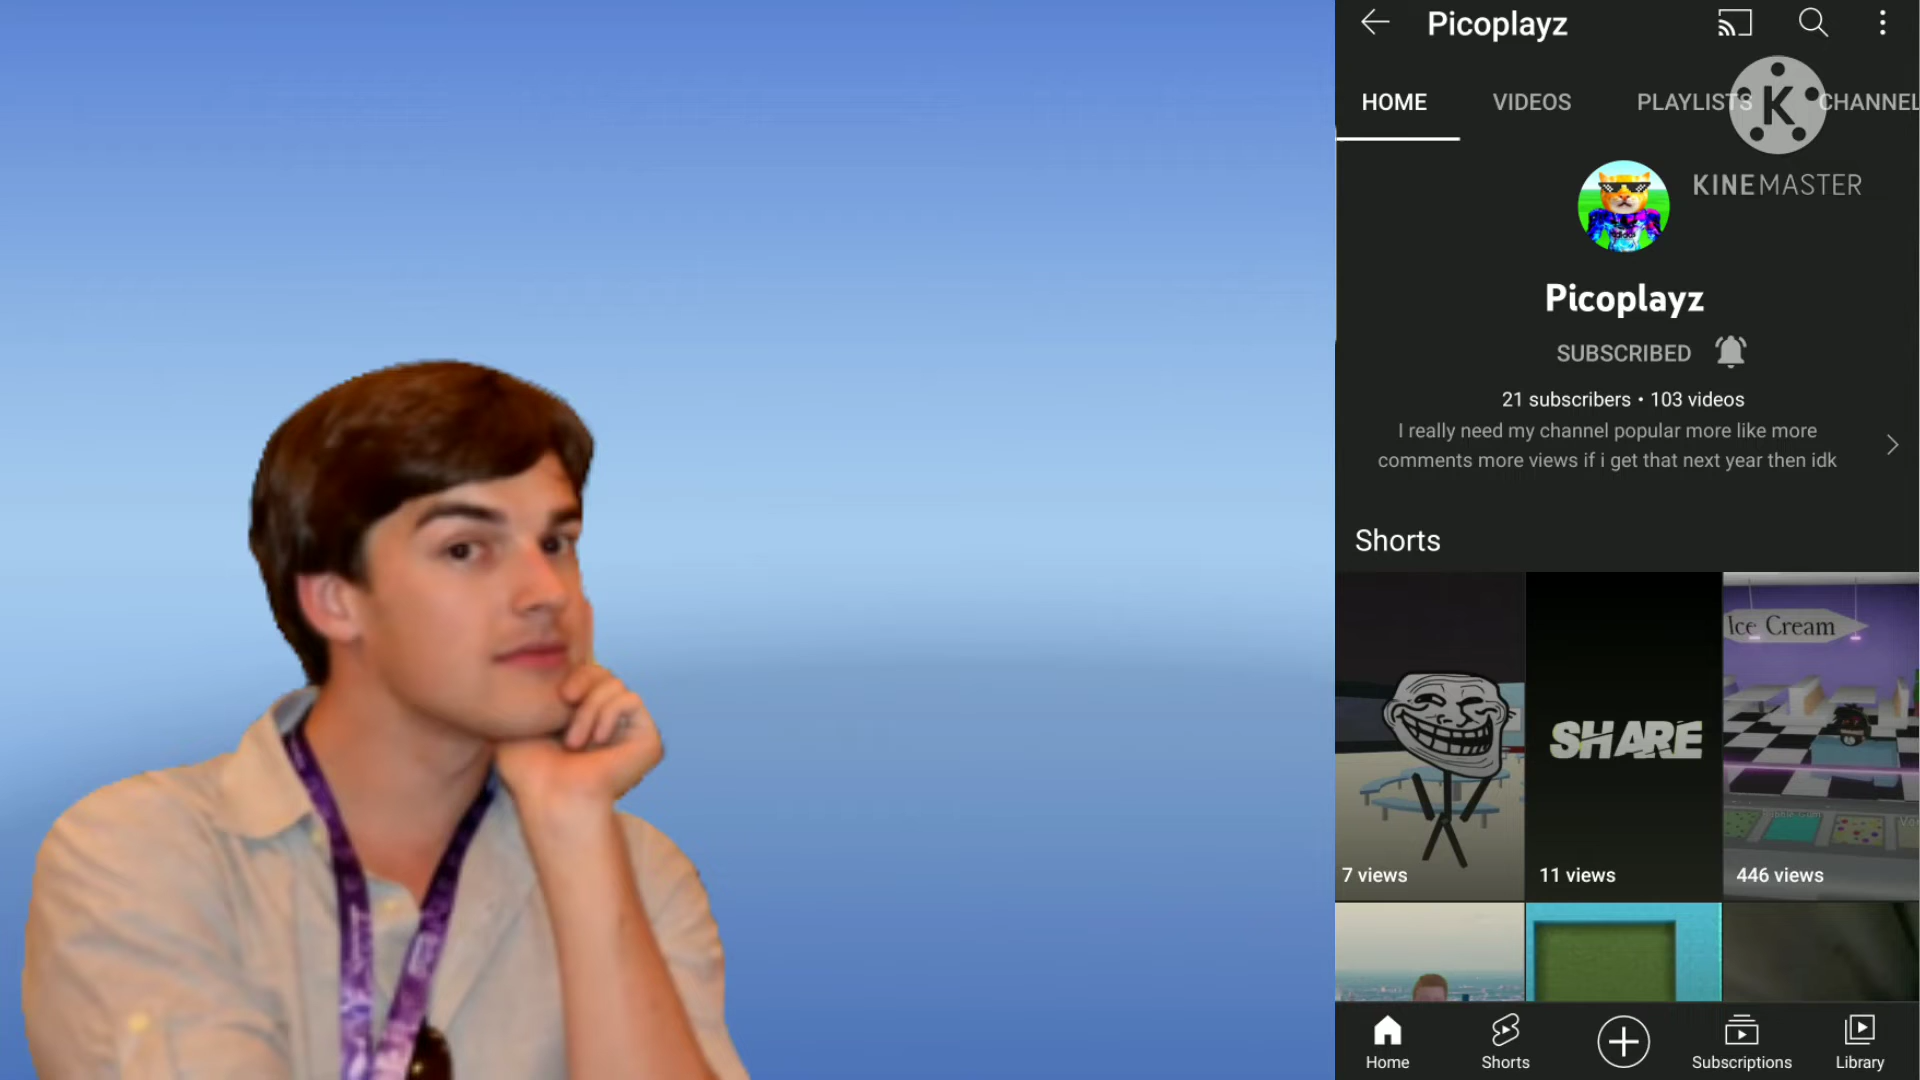 Picoplayz
HOME VIDEOS PLAYLISTS CHANNEL
K
KINEMASTER
Picoplayz
SUBSCRIBED
21 subscribers • 103 videos
I really need my channel popular more like more
comments more views if i get that next year then idk
Shorts
Ice Cream
SHARE
Bubble Gum
7 views
11 views
446 views
Home
Shorts
Subscriptions
Library